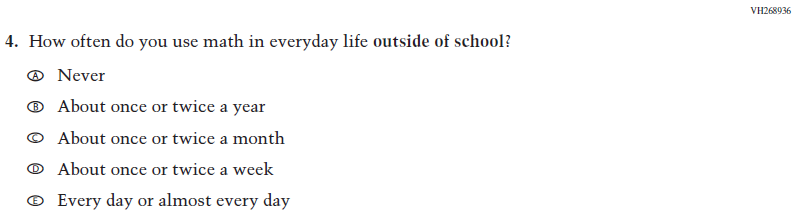 VH268936
4. How often do you use math in everyday life outside of school?
A Never
B About once or twice a year
C About once or twice a month
D About once or twice a week
E Every day or almost every day